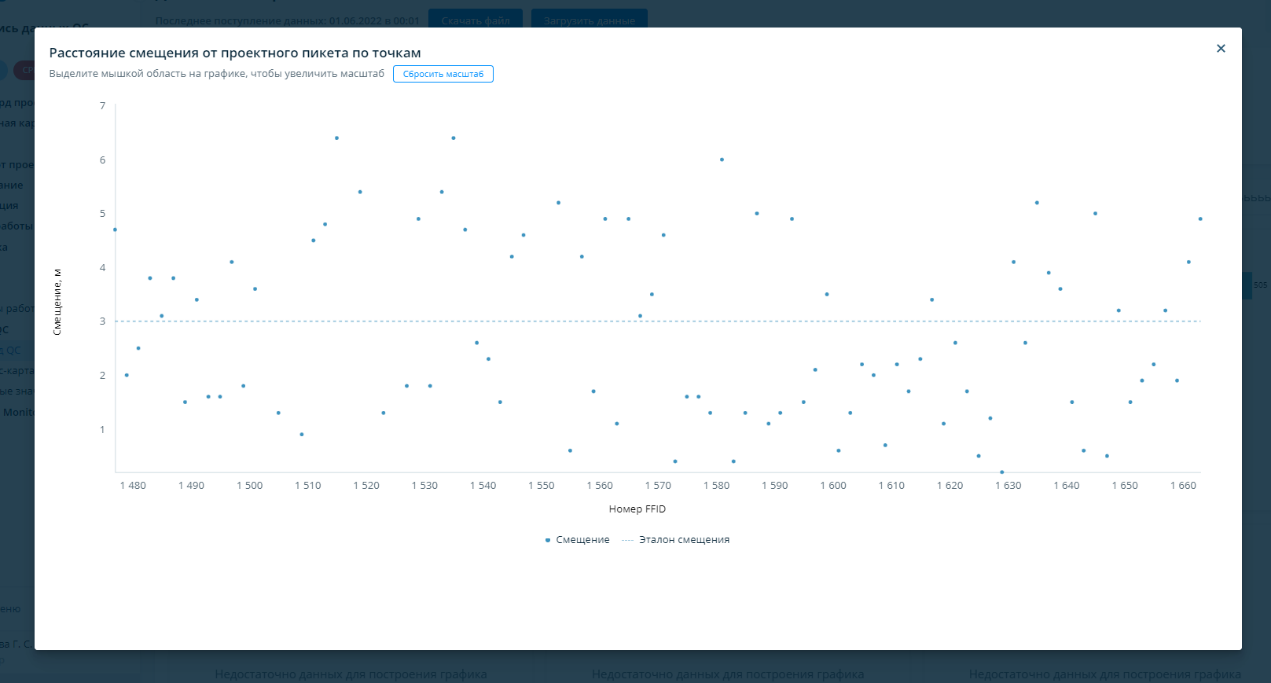 Последнее поступление данных: 01.06.2022 в 00:01
Скачать файл
Загрузить данные
Расстояние смещения от проектного пикета по точкам
Выделите мышкой область на графике, чтобы увеличить масштаб
Сбросить масштаб
7
6
5
4
3
2
1
Смещение, м
1 480 1 490 1 500 1 510 1 520 1 530 1 540 1 550 1 560 1 570 1 580 1 590 1 600 1 610 1 620 1 630 1 640 1 650 1 660
Номер FFID
Смещение
Эталон смещения
QC
Monito
Недостаточно данных для построения графика
Недостаточно данных для построения графика
Недостаточно данных для построения графика